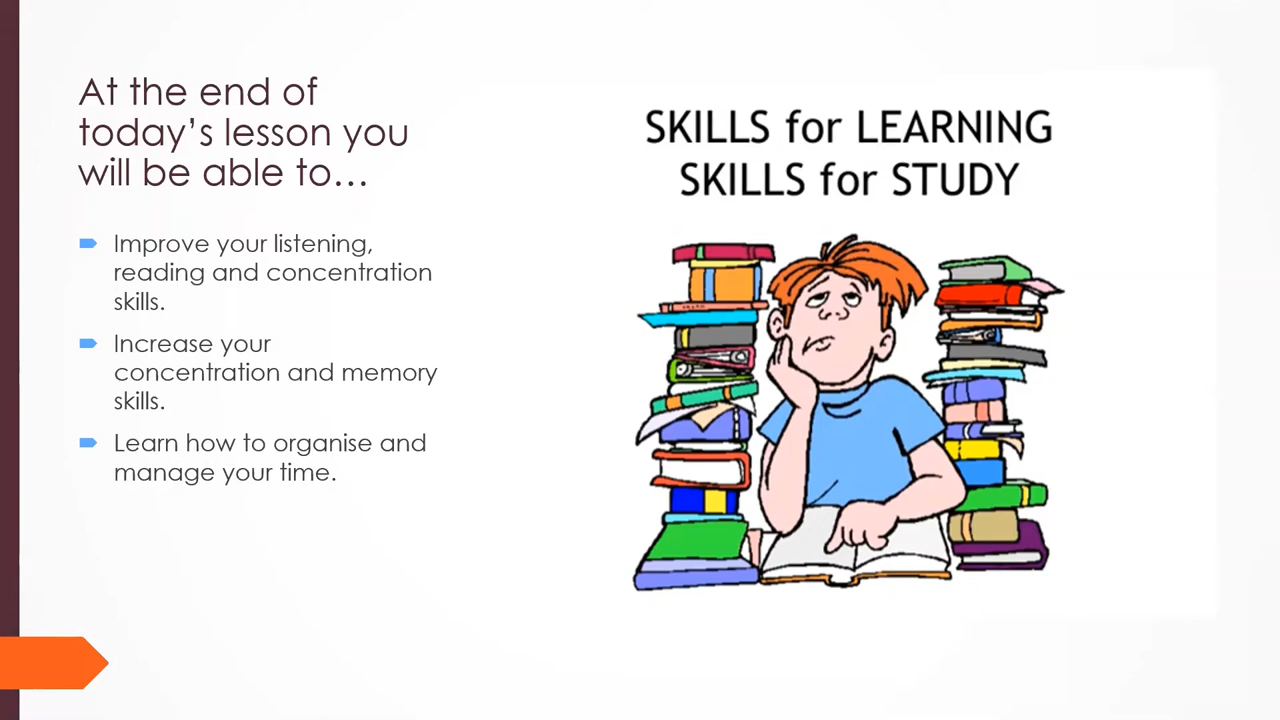 At the end of
today's lesson you
will be able to…
Improve your listening,
reading and concentration
skills.
Increase your
concentration and memory
skills.
Learn how to organise and
manage your time.
SKILLS for LEARNING
SKILLS for STUDY